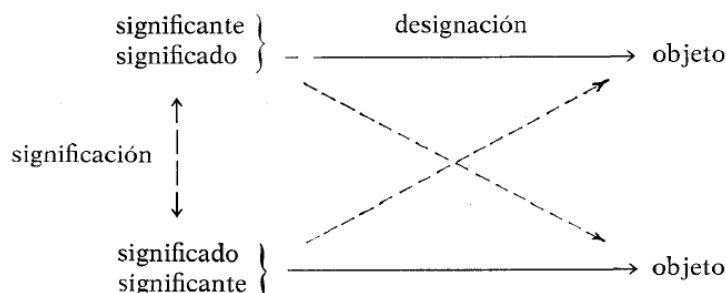 significante designación
significado objeto
significación
significado objeto
significante